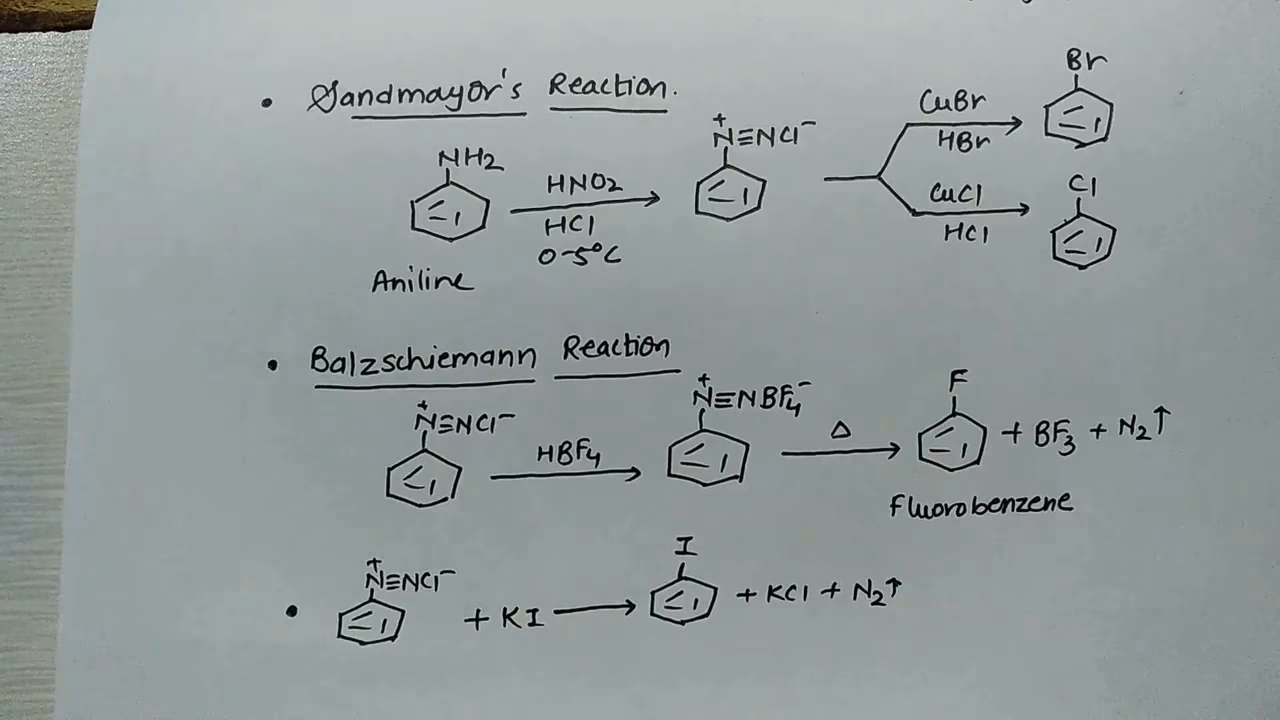 • Sandmayor's Reaction.
NH2
HNO2
HCl
0-5°C
Aniline
+
N≡NCl−
CuBr
HBr
Br
CuCl
HCl
Cl
• Balzschiemann Reaction
+
N≡NCl−
HBF4
+
N≡NBF4−
Δ
F
+ BF3 + N2↑
Fluorobenzene
•
+
N≡NCl−
+ KI
I
+ KCl + N2↑